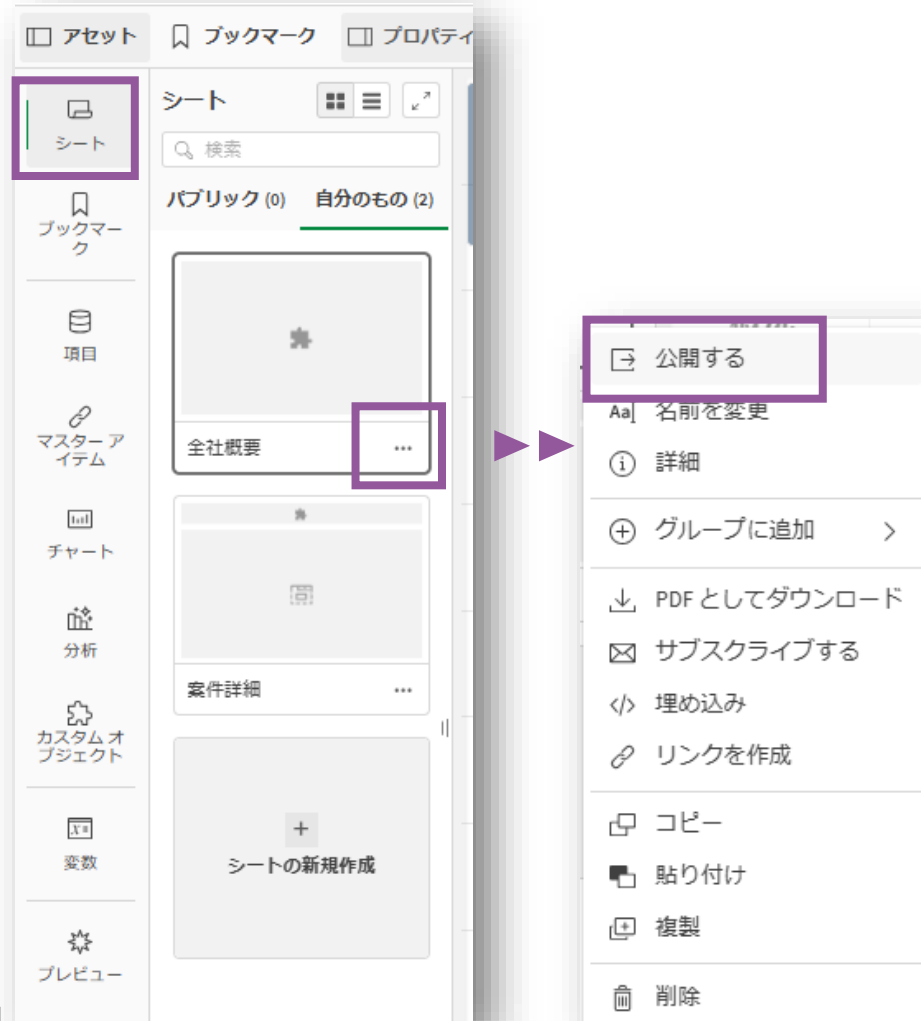 アセット
ブックマーク
プロパティ
シート
ブックマー
ク
項目
マスター ア
イテム
チャート
分析
カスタム オ
ブジェクト
変数
プレビュー
シート
検索
パブリック (0)
自分のもの (2)
全社概要
案件詳細
シートの新規作成
公開する
名前を変更
詳細
グループに追加
PDF としてダウンロード
サブスクライブする
埋め込み
リンクを作成
コピー
貼り付け
複製
削除